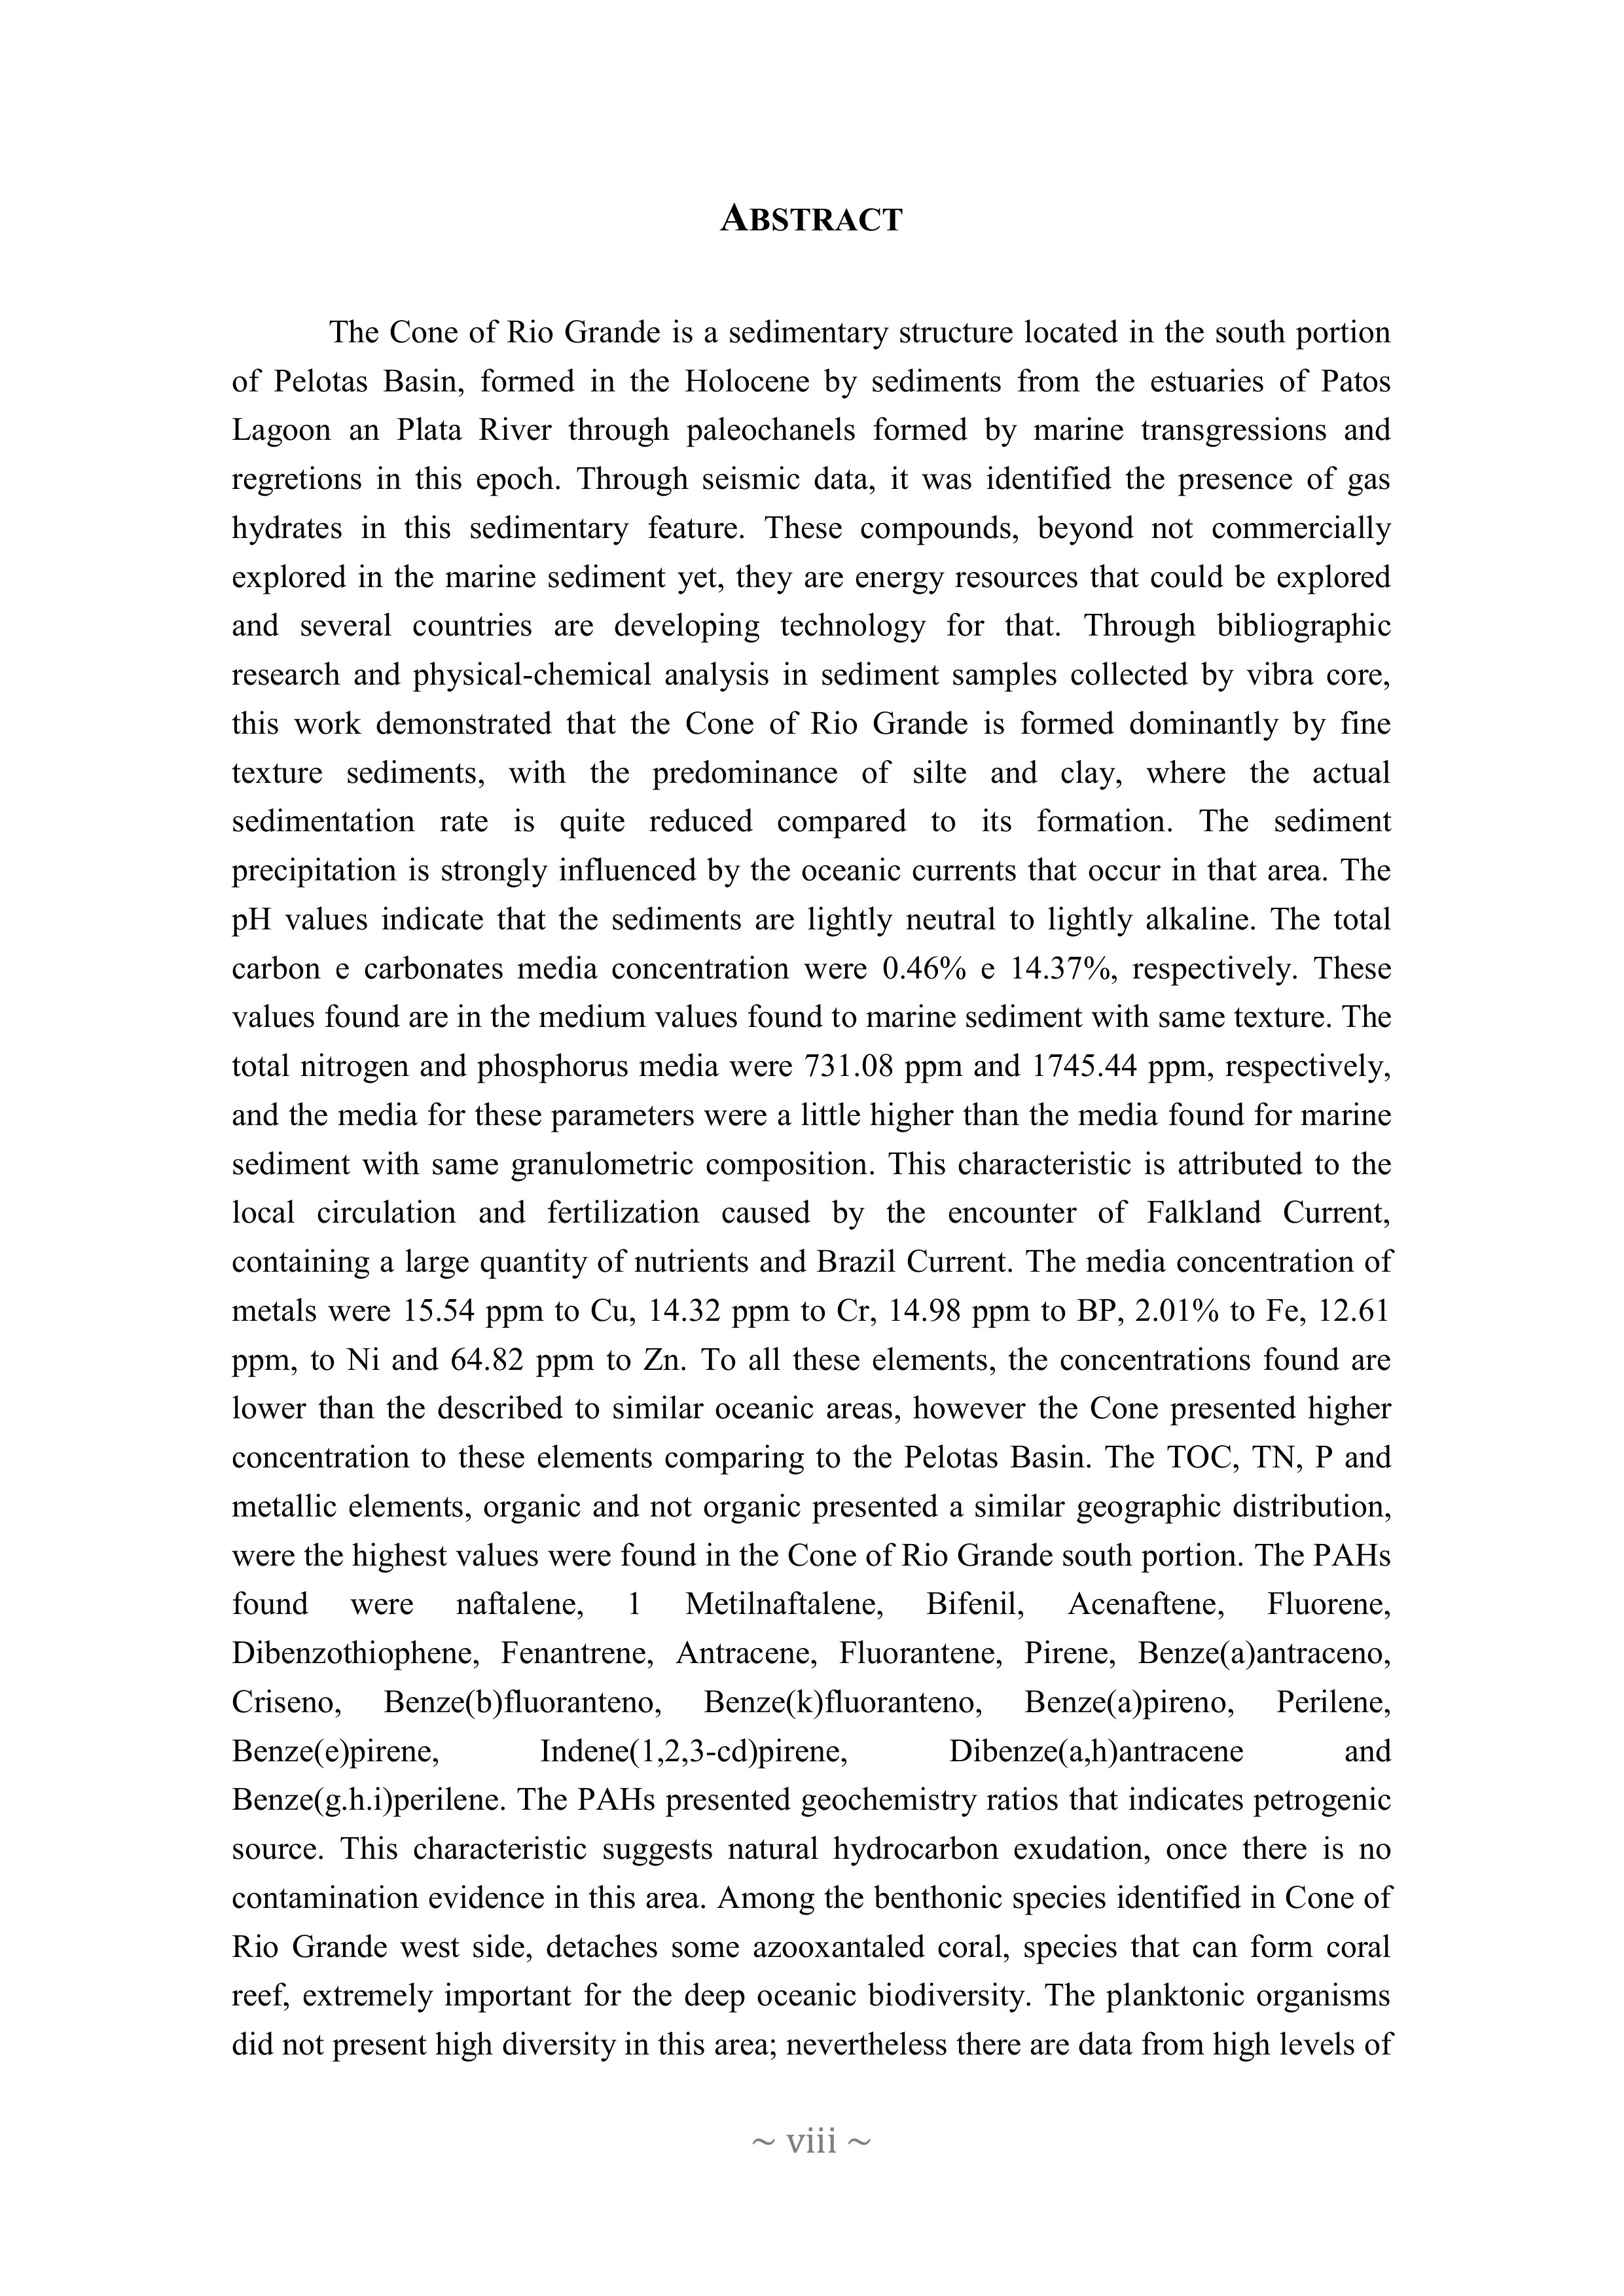 ABSTRACT
The Cone of Rio Grande is a sedimentary structure located in the south portion
of Pelotas Basin, formed in the Holocene by sediments from the estuaries of Patos
Lagoon an Plata River through paleochanels formed by marine transgressions and
regretions in this epoch. Through seismic data, it was identified the presence of gas
hydrates in this sedimentary feature. These compounds, beyond not commercially
explored in the marine sediment yet, they are energy resources that could be explored
and several countries are developing technology for that. Through bibliographic
research and physical-chemical analysis in sediment samples collected by vibra core,
this work demonstrated that the Cone of Rio Grande is formed dominantly by fine
texture sediments, with the predominance of silte and clay, where the actual
sedimentation rate is quite reduced compared to its formation. The sediment
precipitation is strongly influenced by the oceanic currents that occur in that area. The
pH values indicate that the sediments are lightly neutral to lightly alkaline. The total
carbon e carbonates media concentration were 0.46% e 14.37%, respectively. These
values found are in the medium values found to marine sediment with same texture. The
total nitrogen and phosphorus media were 731.08 ppm and 1745.44 ppm, respectively,
and the media for these parameters were a little higher than the media found for marine
sediment with same granulometric composition. This characteristic is attributed to the
local circulation and fertilization caused by the encounter of Falkland Current,
containing a large quantity of nutrients and Brazil Current. The media concentration of
metals were 15.54 ppm to Cu, 14.32 ppm to Cr, 14.98 ppm to BP, 2.01% to Fe, 12.61
ppm, to Ni and 64.82 ppm to Zn. To all these elements, the concentrations found are
lower than the described to similar oceanic areas, however the Cone presented higher
concentration to these elements comparing to the Pelotas Basin. The TOC, TN, P and
metallic elements, organic and not organic presented a similar geographic distribution,
were the highest values were found in the Cone of Rio Grande south portion. The PAHs
found were naftalene, 1 Metilnaftalene, Bifenil, Acenaftene, Fluorene,
Dibenzothiophene, Fenantrene, Antracene, Fluorantene, Pirene, Benze(a)antraceno,
Criseno, Benze(b)fluoranteno, Benze(k)fluoranteno, Benze(a)pireno, Perilene,
Benze(e)pirene, Indene(1,2,3-cd)pirene, Dibenze(a,h)antracene and
Benze(g.h.i)perilene. The PAHs presented geochemistry ratios that indicates petrogenic
source. This characteristic suggests natural hydrocarbon exudation, once there is no
contamination evidence in this area. Among the benthonic species identified in Cone of
Rio Grande west side, detaches some azooxantaled coral, species that can form coral
reef, extremely important for the deep oceanic biodiversity. The planktonic organisms
did not present high diversity in this area; nevertheless there are data from high levels of
~ viii ~